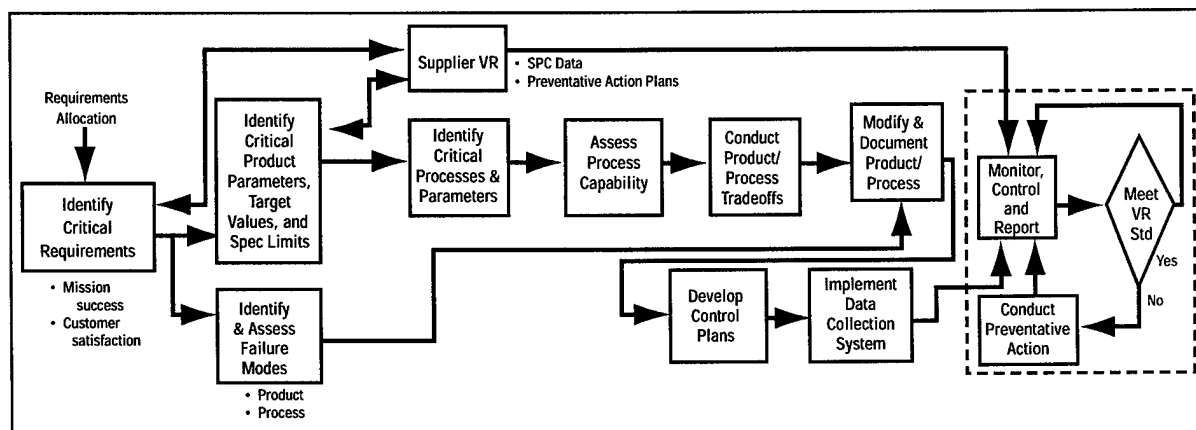 Requirements
Allocation
Identify
Critical
Requirements
• Mission
success
• Customer
satisfaction
Identify
Critical
Product
Parameters,
Target
Values, and
Spec Limits
Identify
& Assess
Failure
Modes
• Product
• Process
Supplier VR
• SPC Data
• Preventative Action Plans
Identify
Critical
Processes &
Parameters
Assess
Process
Capability
Conduct
Product/
Process
Tradeoffs
Modify &
Document
Product/
Process
Develop
Control
Plans
Implement
Data
Collection
System
Monitor,
Control
and
Report
Meet
VR
Std
Yes
No
Conduct
Preventative
Action